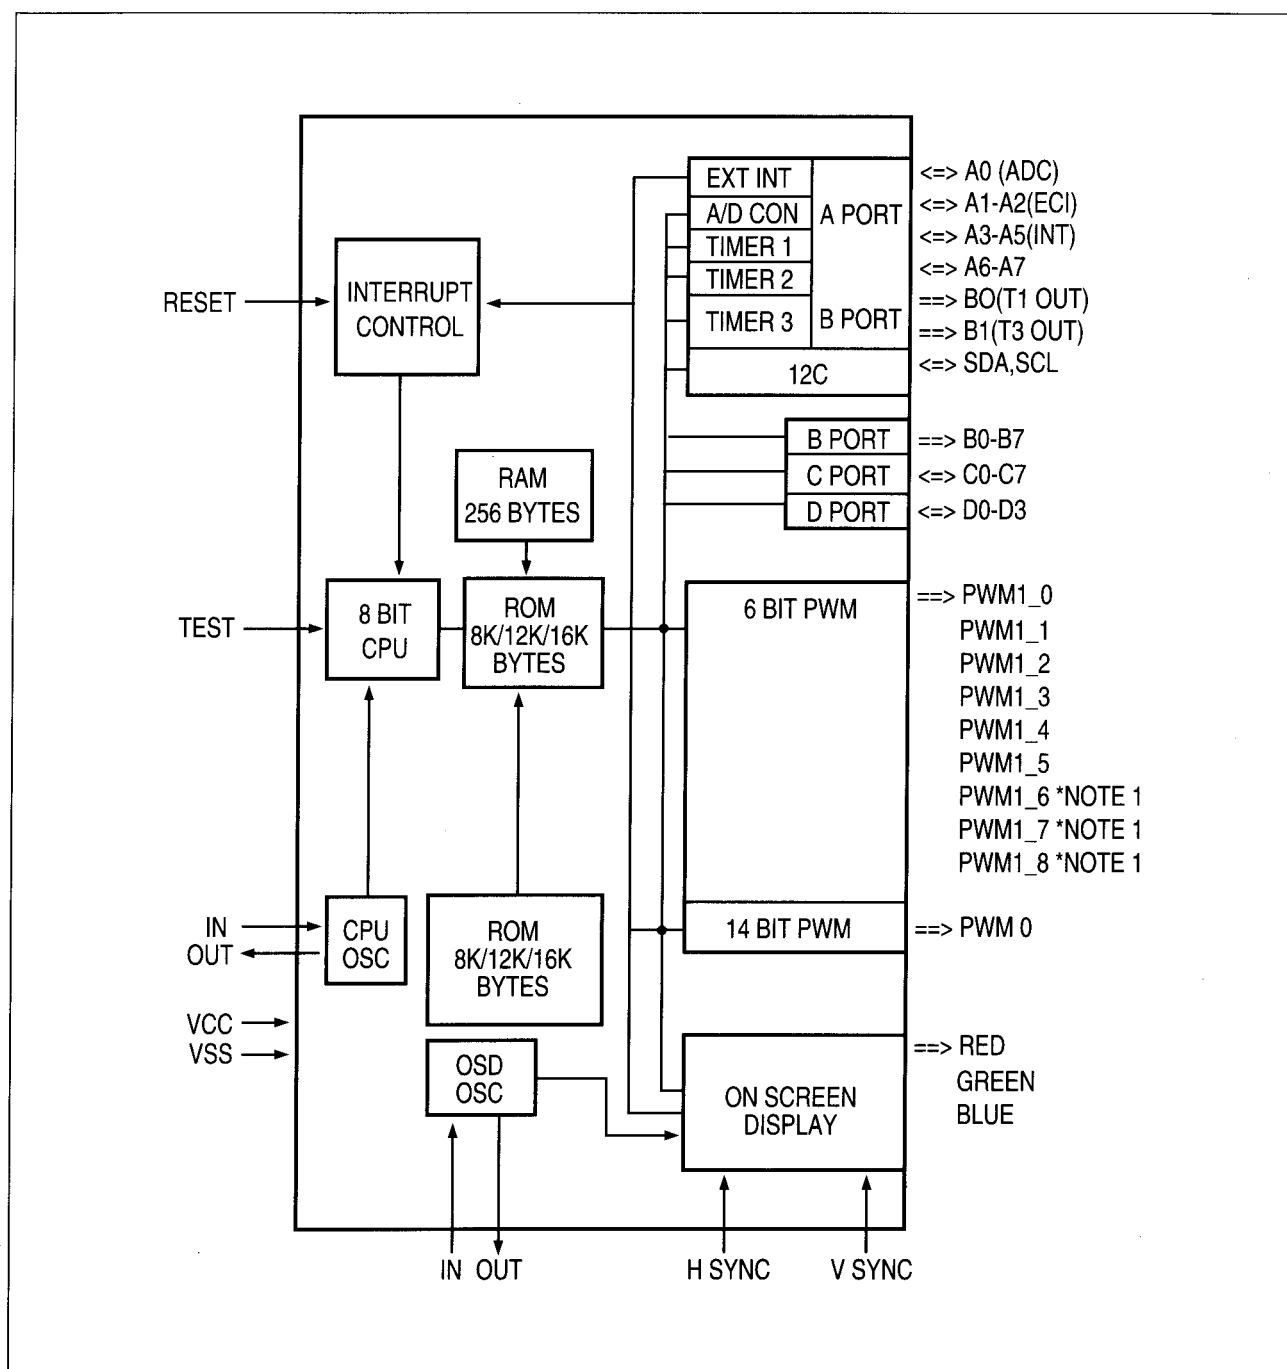 EXT INT
A/D CON
TIMER 1
TIMER 2
TIMER 3
A PORT
B PORT
12C
<=> A0 (ADC)
<=> A1-A2(ECI)
<=> A3-A5(INT)
<=> A6-A7
==> BO(T1 OUT)
==> B1(T3 OUT)
<=> SDA,SCL
RESET
INTERRUPT
CONTROL
B PORT
C PORT
D PORT
==> B0-B7
<=> C0-C7
<=> D0-D3
RAM
256 BYTES
TEST
8 BIT
CPU
ROM
8K/12K/16K
BYTES
6 BIT PWM
==> PWM1_0
PWM1_1
PWM1_2
PWM1_3
PWM1_4
PWM1_5
PWM1_6 *NOTE 1
PWM1_7 *NOTE 1
PWM1_8 *NOTE 1
IN
OUT
CPU
OSC
ROM
8K/12K/16K
BYTES
14 BIT PWM
==> PWM 0
VCC
VSS
OSD
OSC
ON SCREEN
DISPLAY
==> RED
GREEN
BLUE
IN OUT
H SYNC
V SYNC